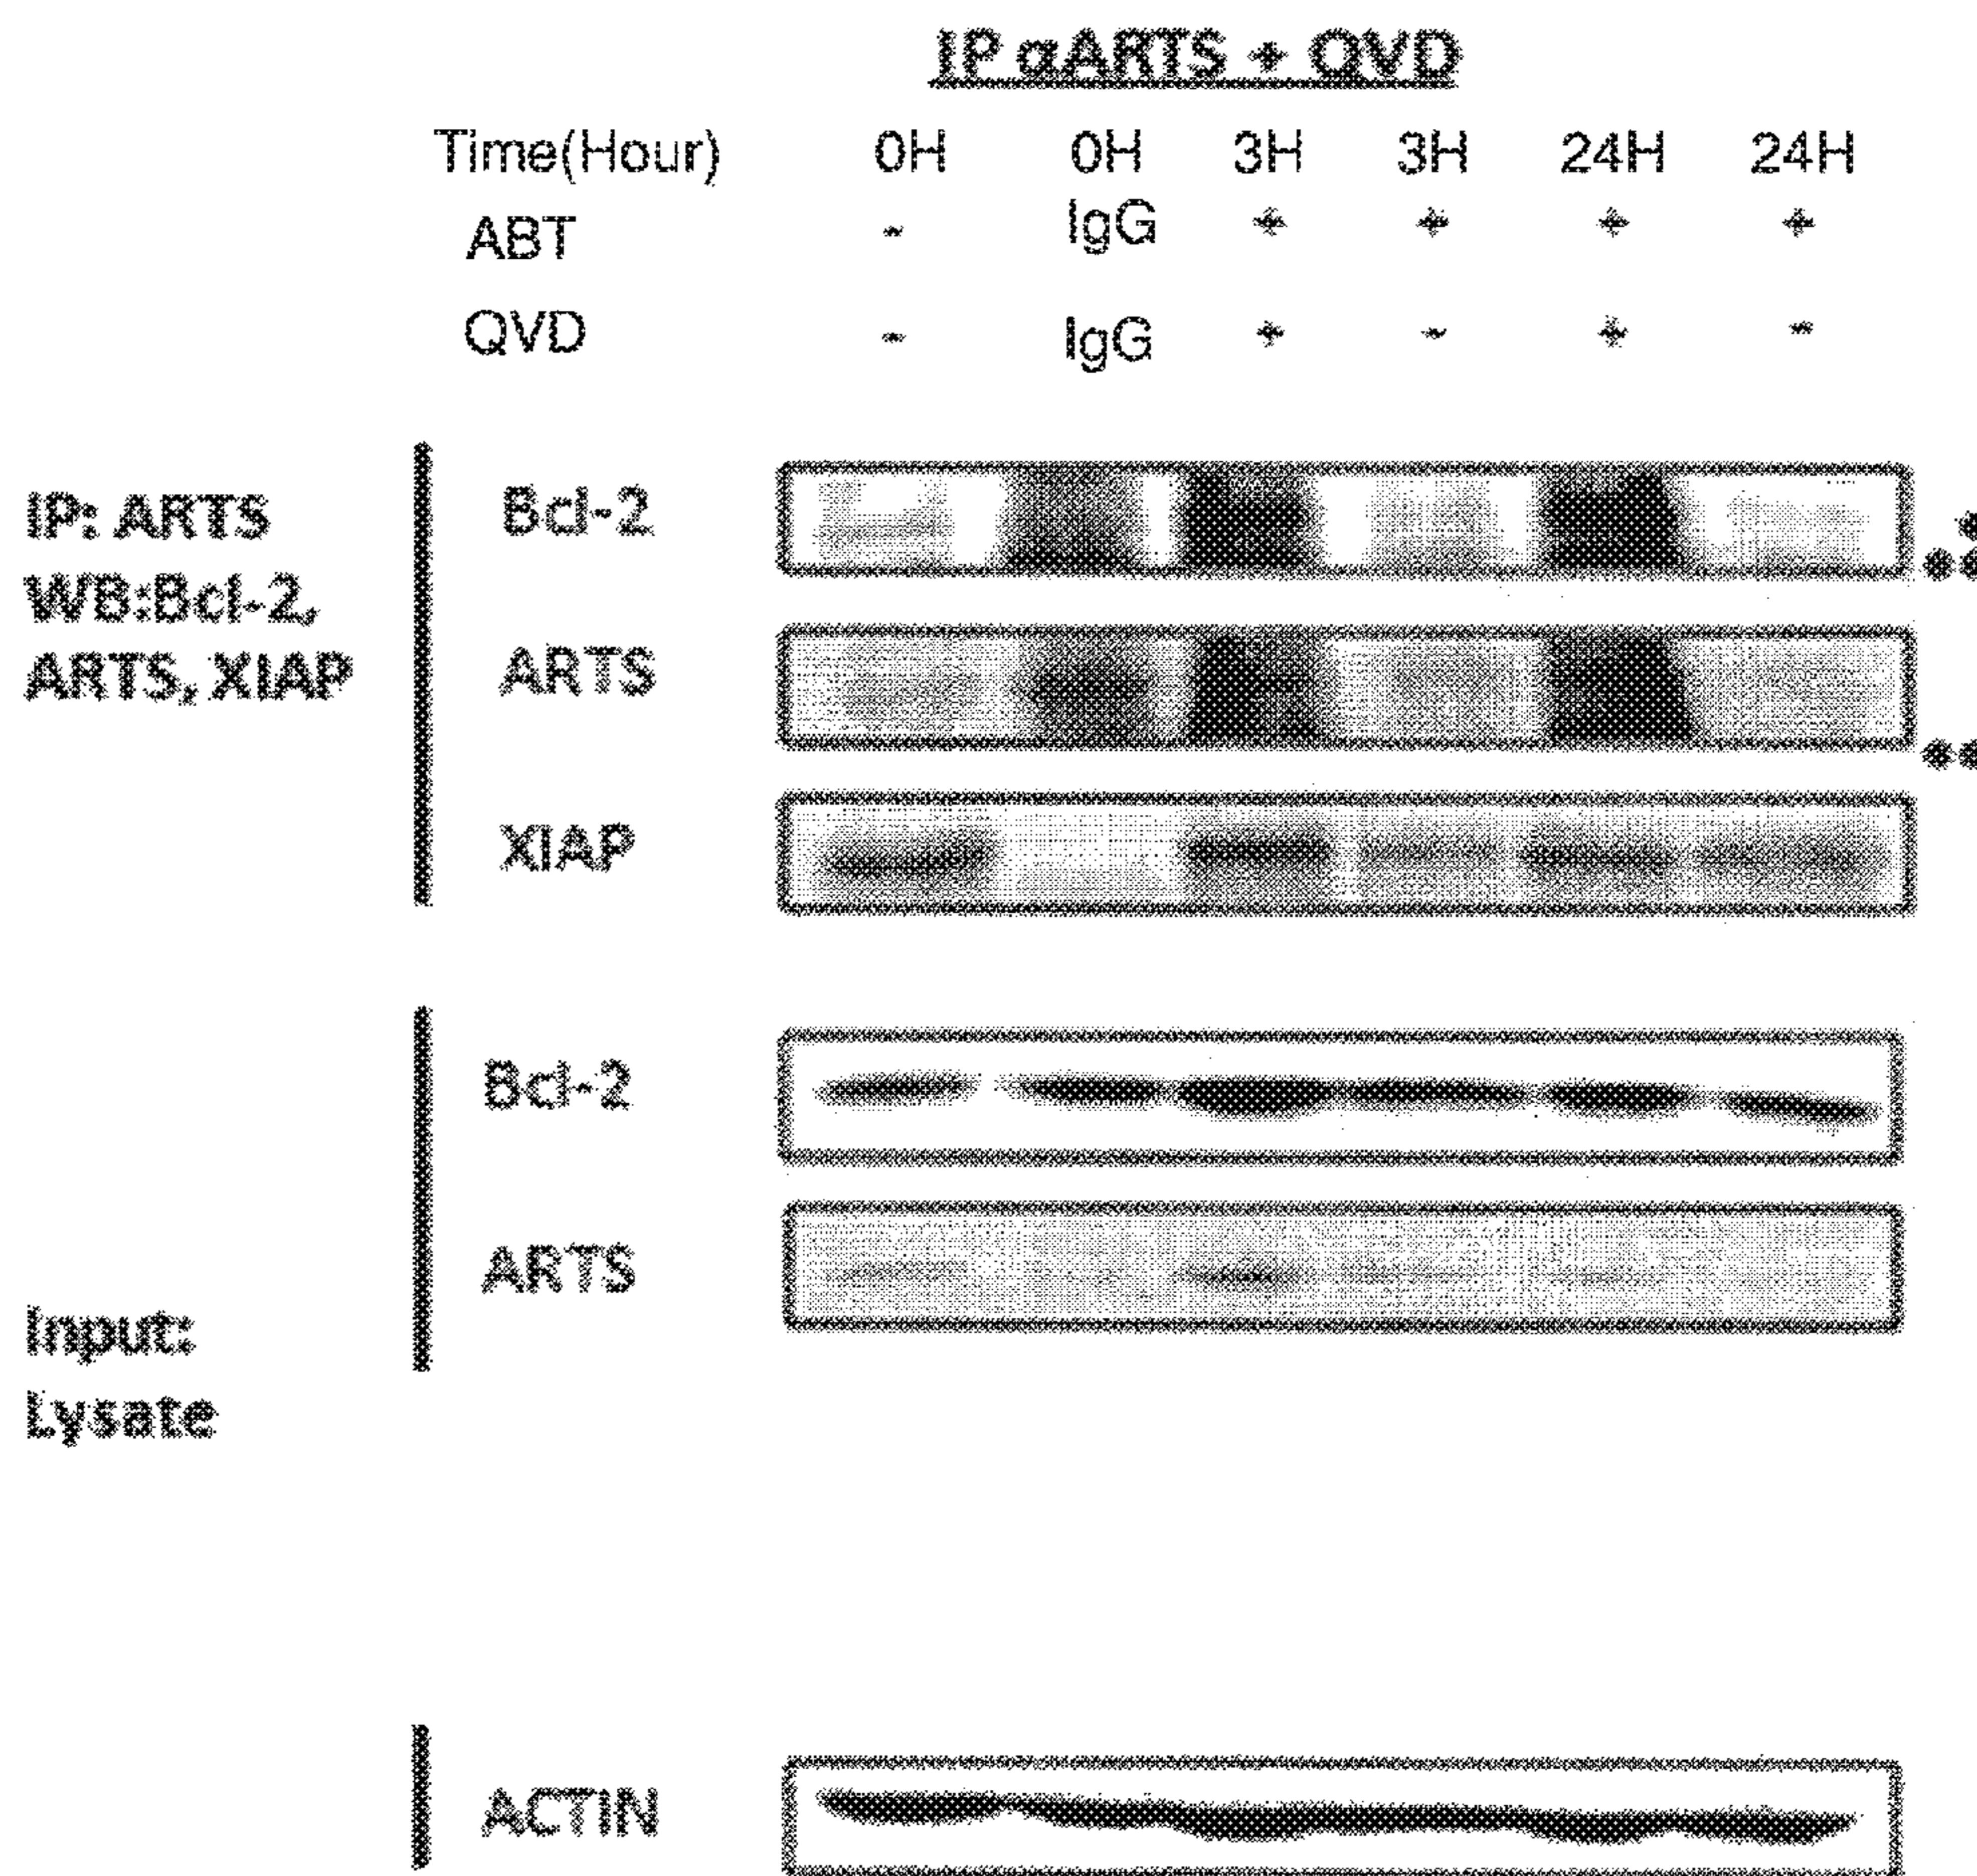 IP αARTS + QVD
Time(Hour) 0H 0H 3H 3H 24H 24H
ABT - IgG + + + +
QVD - IgG + - + -
IP: ARTS
WB:Bcl-2,
ARTS, XIAP
Bcl-2
*
**
ARTS
**
XIAP
Input:
Lysate
Bcl-2
ARTS
ACTIN